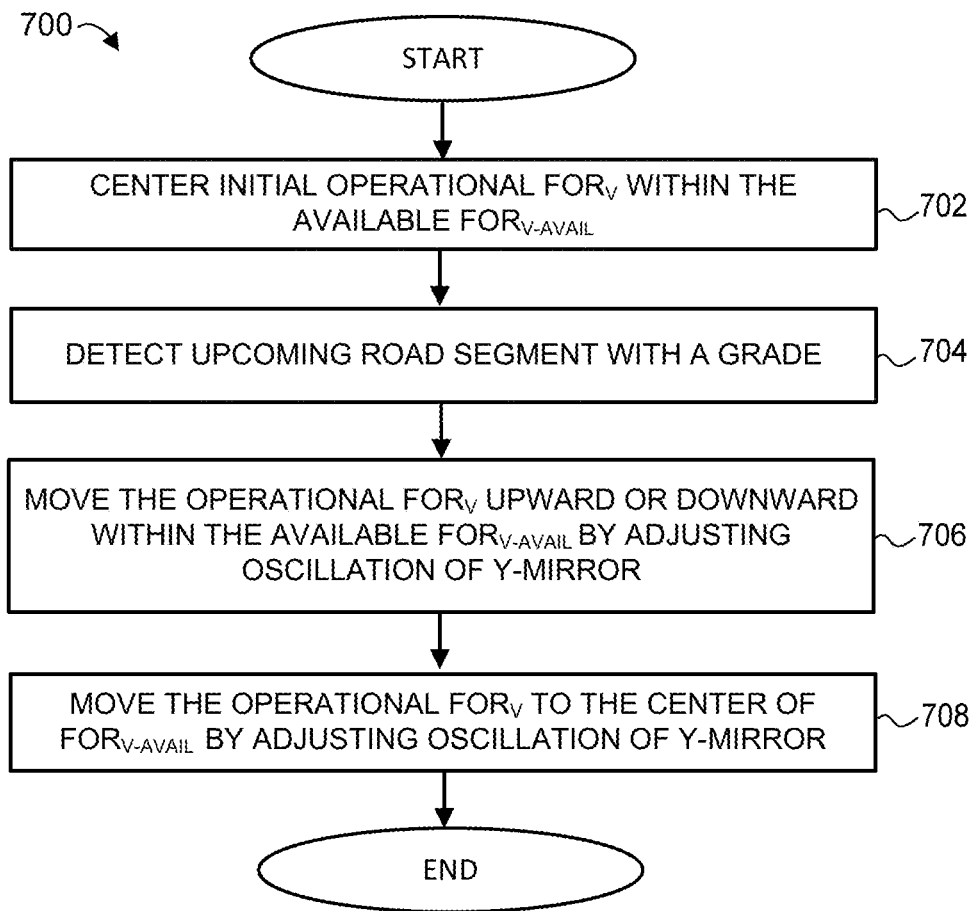 700
START
CENTER INITIAL OPERATIONAL FORV WITHIN THE
AVAILABLE FORV-AVAIL
702
DETECT UPCOMING ROAD SEGMENT WITH A GRADE
704
MOVE THE OPERATIONAL FORV UPWARD OR DOWNWARD
WITHIN THE AVAILABLE FORV-AVAIL BY ADJUSTING
OSCILLATION OF Y-MIRROR
706
MOVE THE OPERATIONAL FORV TO THE CENTER OF
FORV-AVAIL BY ADJUSTING OSCILLATION OF Y-MIRROR
708
END